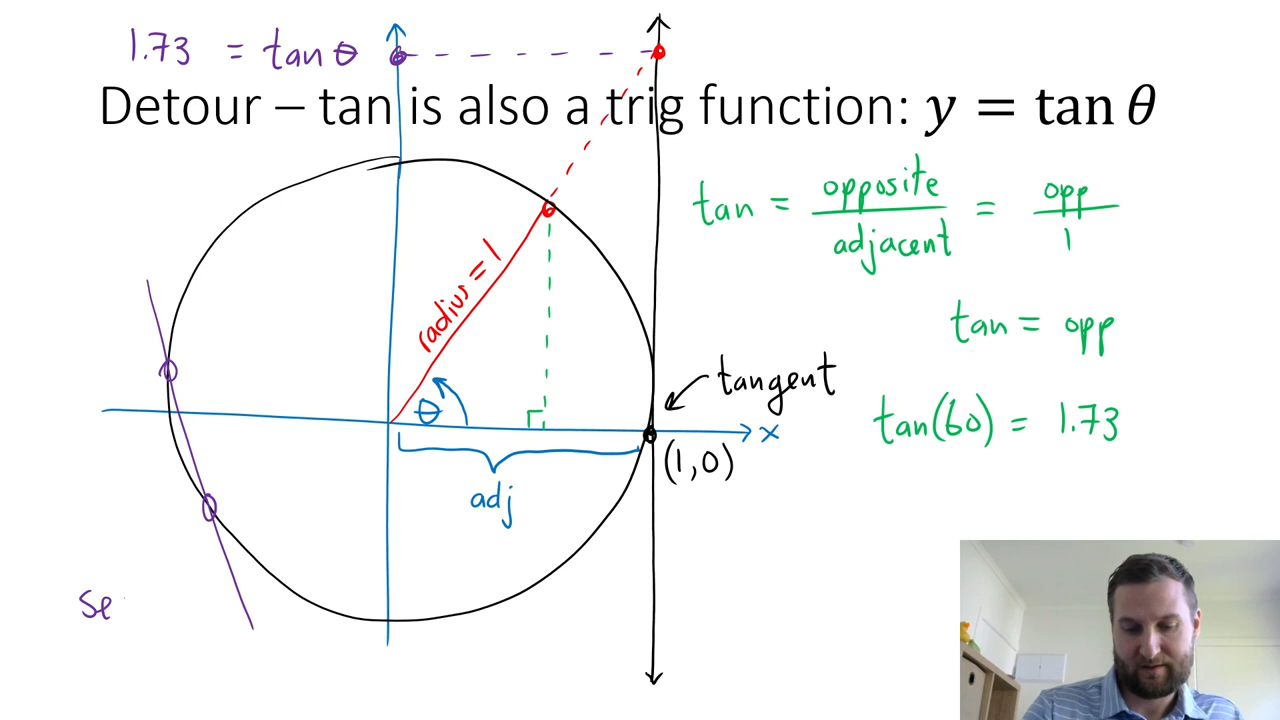 1.73 = tan θ
Detour – tan is also a trig function: y = tan θ
tan = opposite / adjacent = opp / 1
radius = 1
tan = opp
tangent
θ
x
tan(60) = 1.73
(1,0)
adj
Se